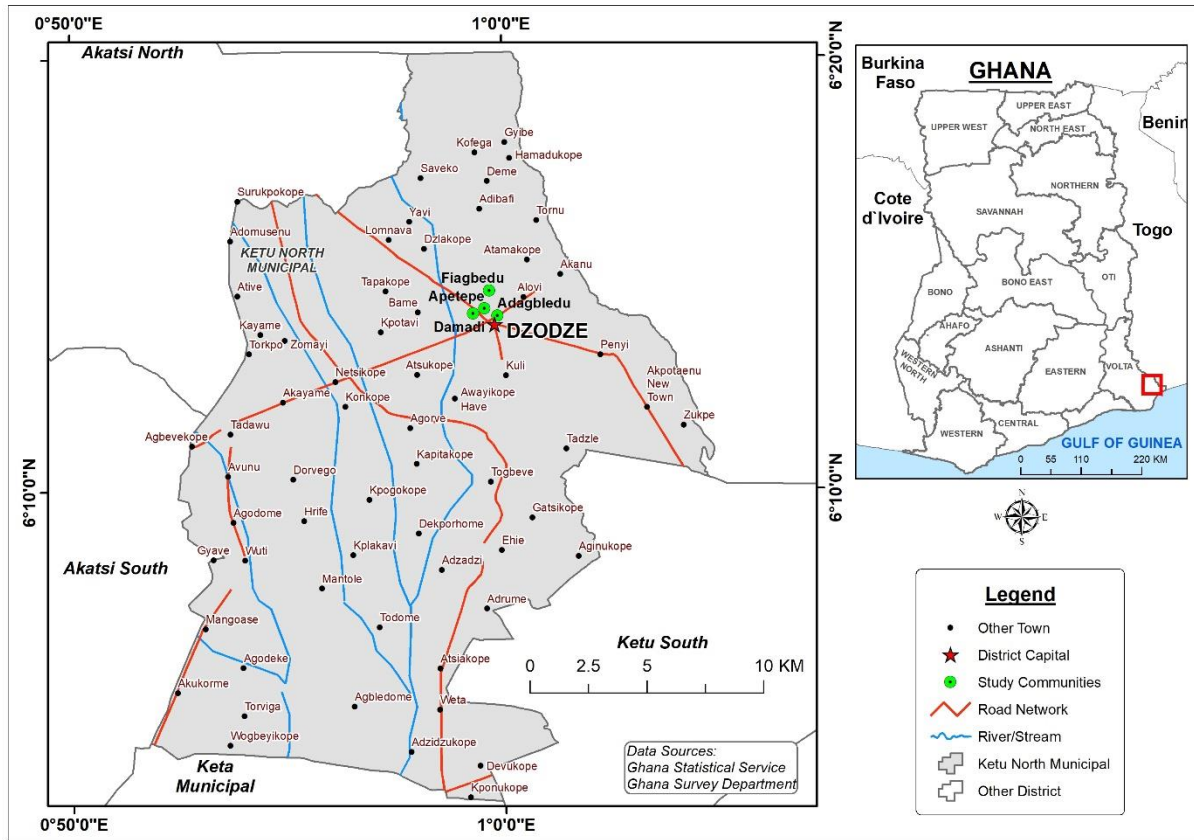 0°50'0"E
1°0'0"E
Akatsi North
6°20'0"N
Gyibe
Kofega
Hamadukope
Saveko
Deme
Surukpokope
Adibafi
Yavi
Tornu
Adomusenu
Lomnava
Dzlakope
KETU NORTH
MUNICIPAL
Atamakope
Akanu
Fiagbedu
Ative
Tapakope
Alovi
Apetepe
Adagbledu
Bame
Damadi
DZODZE
Kayame
Kpotavi
Zomayi
Torkpo
Penyi
Netsikope
Atsukope
Kuli
Akpotaenu
New
Town
Akayame
Konkope
Awayikope
Have
Zukpe
Tadawu
Agorve
Agbevekope
Tadzle
Kapitakope
6°10'0"N
6°10'0"N
Avunu
Dorvego
Togbeve
Kpogokope
Gatsikope
Agodome
Hrife
Dekporhome
Ehie
Gyave
Wuti
Kplakavi
Aginukope
Akatsi South
Adzadzi
Mantole
Adrume
Mangoase
Todome
Ketu South
Agodeke
Atsiakope
0 2.5 5 10 KM
Akukorme
Agbledome
Weta
Torviga
Wogbeyikope
Adzidzukope
Data Sources:
Ghana Statistical Service
Ghana Survey Department
Keta
Municipal
Devukope
Kponukope
0°50'0"E
1°0'0"E
Burkina
Faso
GHANA
UPPER EAST
Benin
UPPER WEST
NORTH EAST
Cote
d`Ivoire
NORTHERN
SAVANNAH
Togo
OTI
BONO EAST
BONO
AHAFO
ASHANTI
WESTERN
NORTH
EASTERN
VOLTA
CENTRAL
WESTERN
GULF OF GUINEA
0 55 110 220 KM
N
W E
S
Legend
Other Town
District Capital
Study Communities
Road Network
River/Stream
Ketu North Municipal
Other District